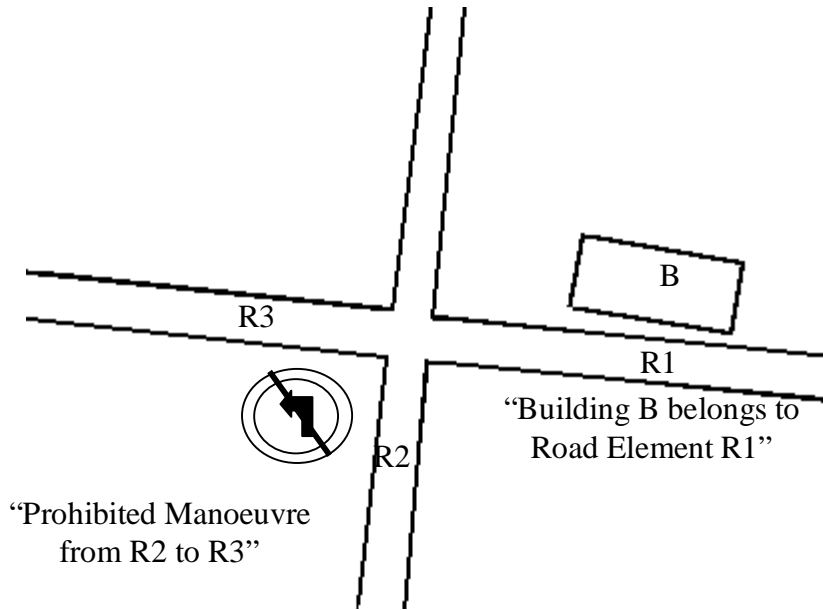 B
R3
R1
“Building B belongs to
Road Element R1”
R2
“Prohibited Manoeuvre
from R2 to R3”